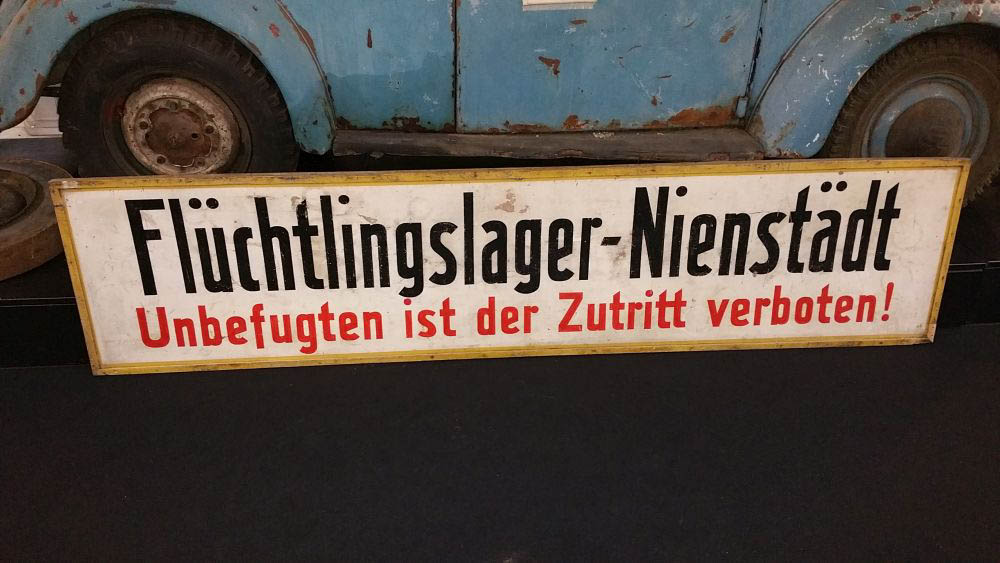 Flüchtlingslager-Nienstädt
Unbefugten ist der Zutritt verboten!